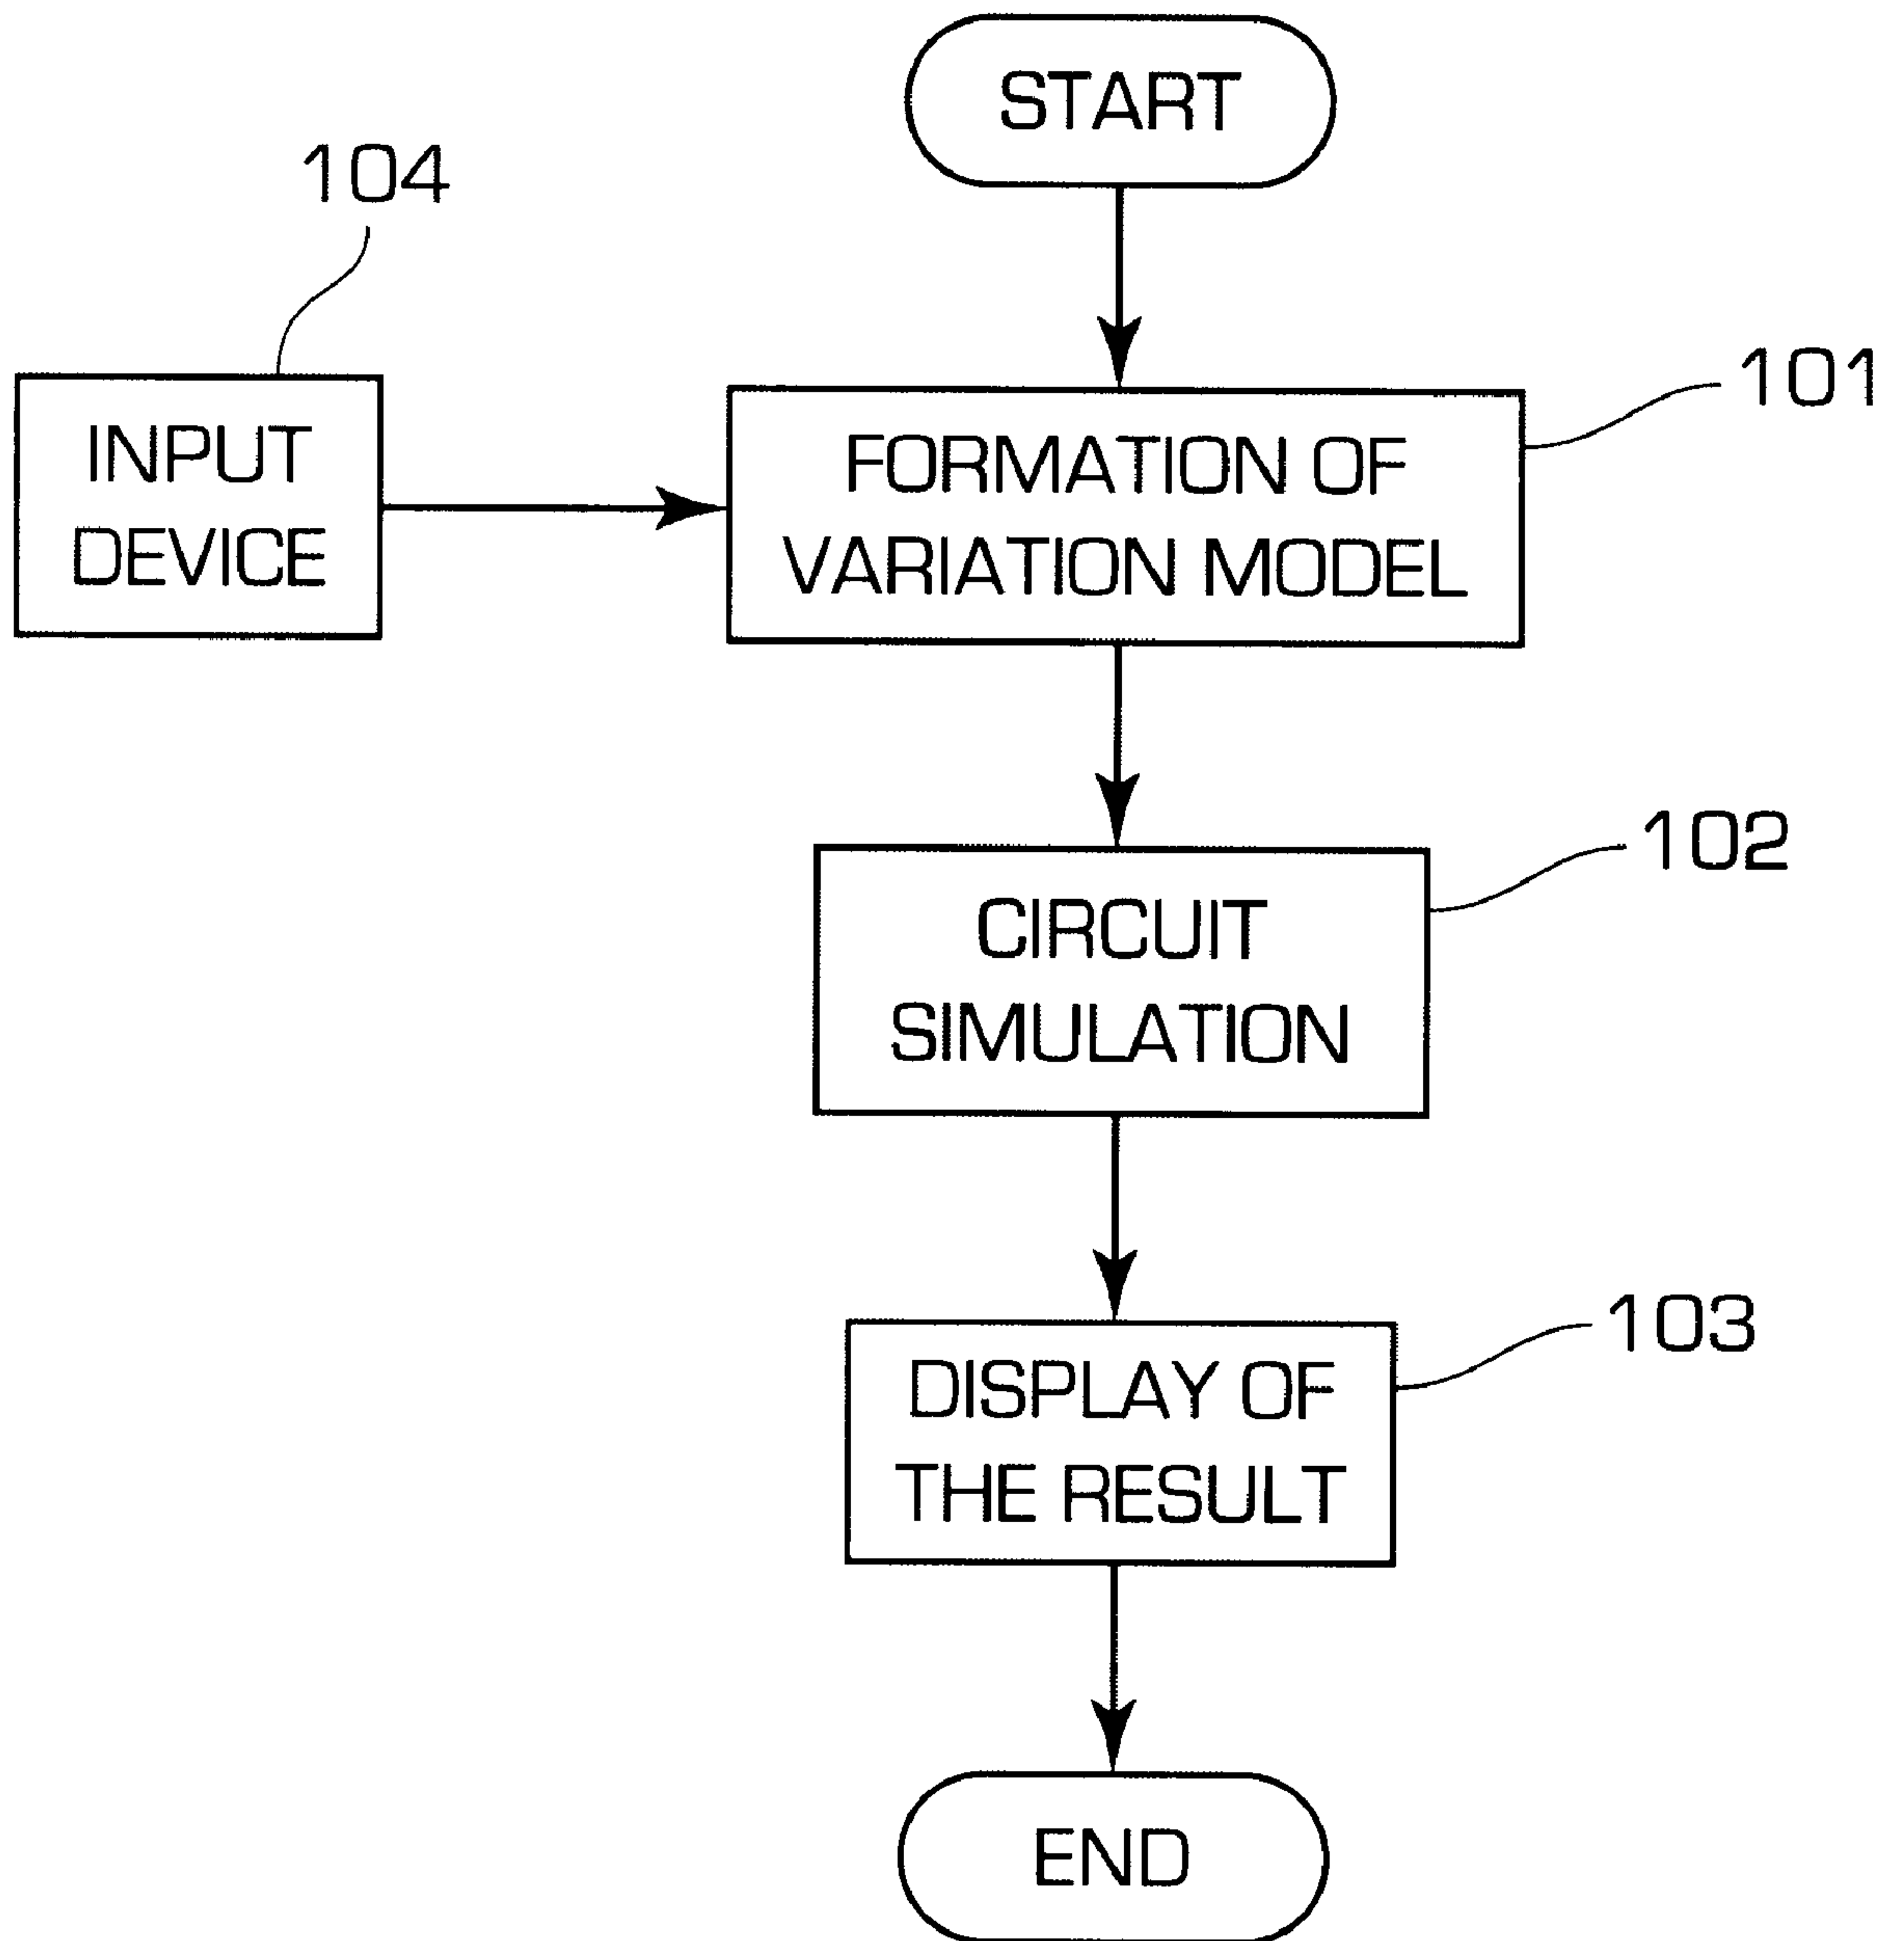 START
104
INPUT
DEVICE
101
FORMATION OF
VARIATION MODEL
102
CIRCUIT
SIMULATION
103
DISPLAY OF
THE RESULT
END